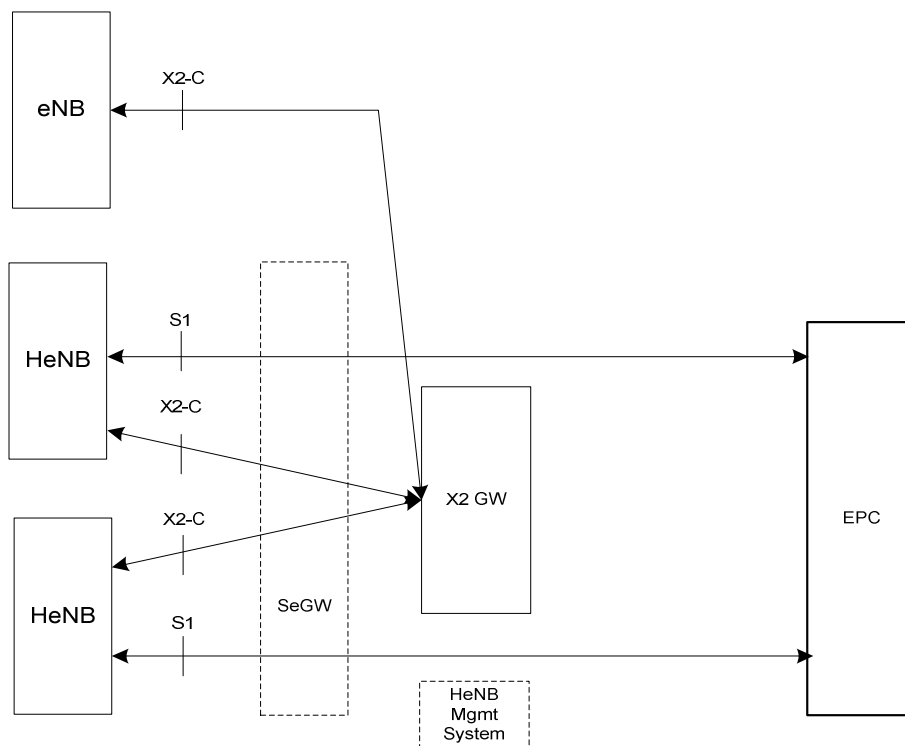 X2-C
eNB
S1
HeNB
X2-C
X2 GW
X2-C
EPC
SeGW
HeNB
S1
HeNB
Mgmt
System